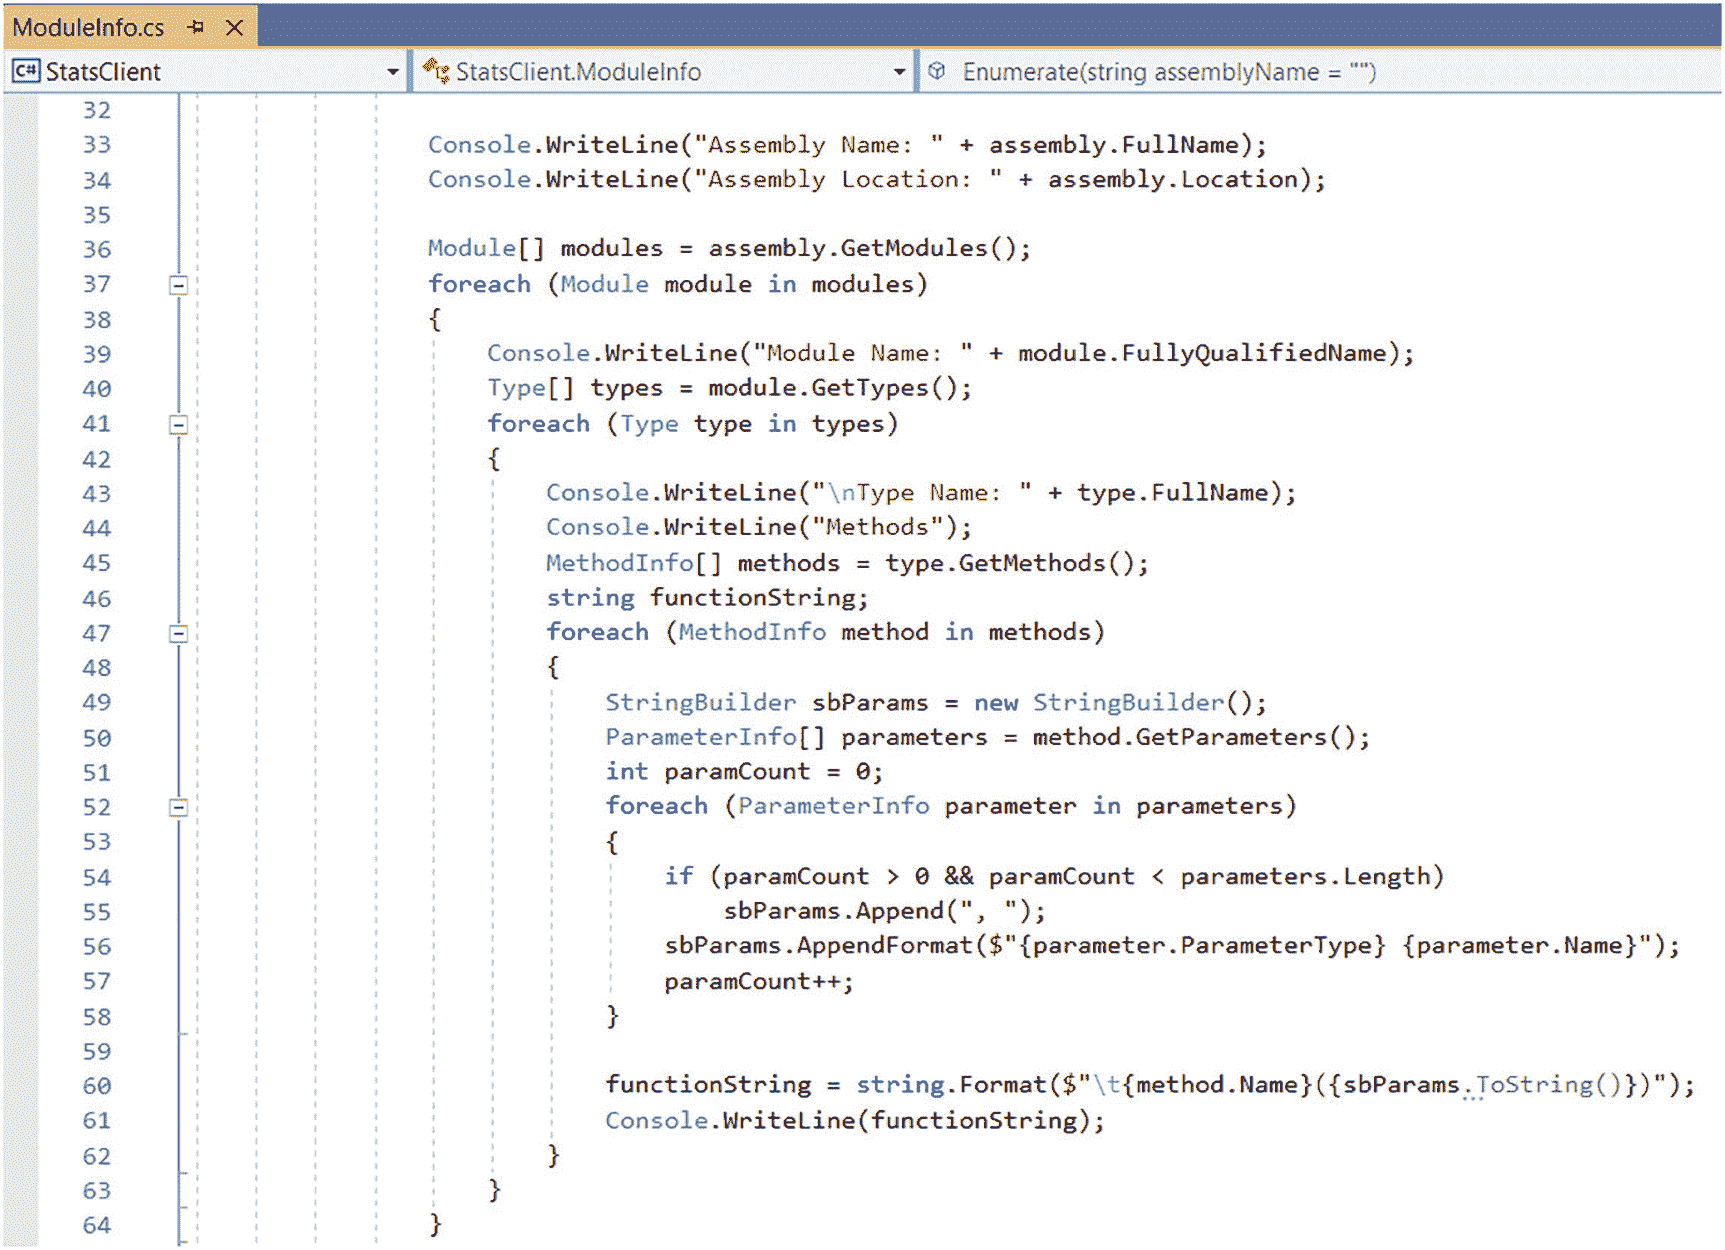 ModuleInfo.cs
C# StatsClient StatsClient.ModuleInfo Enumerate(string assemblyName = "")
32
33 Console.WriteLine("Assembly Name: " + assembly.FullName);
34 Console.WriteLine("Assembly Location: " + assembly.Location);
35
36 Module[] modules = assembly.GetModules();
37 foreach (Module module in modules)
38 {
39 Console.WriteLine("Module Name: " + module.FullyQualifiedName);
40 Type[] types = module.GetTypes();
41 foreach (Type type in types)
42 {
43 Console.WriteLine("\nType Name: " + type.FullName);
44 Console.WriteLine("Methods");
45 MethodInfo[] methods = type.GetMethods();
46 string functionString;
47 foreach (MethodInfo method in methods)
48 {
49 StringBuilder sbParams = new StringBuilder();
50 ParameterInfo[] parameters = method.GetParameters();
51 int paramCount = 0;
52 foreach (ParameterInfo parameter in parameters)
53 {
54 if (paramCount > 0 && paramCount < parameters.Length)
55 sbParams.Append(", ");
56 sbParams.AppendFormat($"{parameter.ParameterType} {parameter.Name}");
57 paramCount++;
58 }
59
60 functionString = string.Format($"\t{method.Name}({sbParams.ToString()})");
61 Console.WriteLine(functionString);
62 }
63 }
64 }